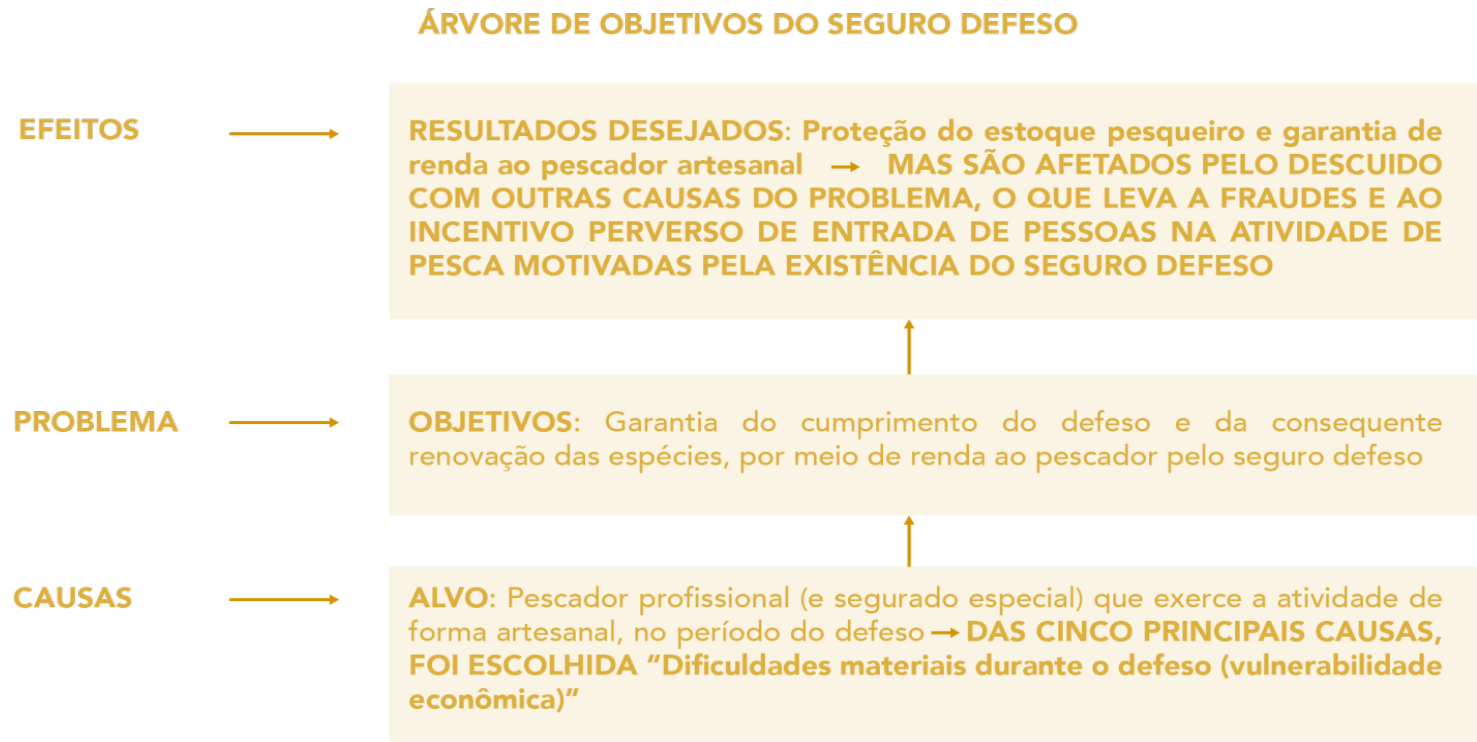 ÁRVORE DE OBJETIVOS DO SEGURO DEFESO
EFEITOS
RESULTADOS DESEJADOS: Proteção do estoque pesqueiro e garantia de
renda ao pescador artesanal → MAS SÃO AFETADOS PELO DESCUIDO
COM OUTRAS CAUSAS DO PROBLEMA, O QUE LEVA A FRAUDES E AO
INCENTIVO PERVERSO DE ENTRADA DE PESSOAS NA ATIVIDADE DE
PESCA MOTIVADAS PELA EXISTÊNCIA DO SEGURO DEFESO
PROBLEMA
OBJETIVOS: Garantia do cumprimento do defeso e da consequente
renovação das espécies, por meio de renda ao pescador pelo seguro defeso
CAUSAS
ALVO: Pescador profissional (e segurado especial) que exerce a atividade de
forma artesanal, no período do defeso → DAS CINCO PRINCIPAIS CAUSAS,
FOI ESCOLHIDA “Dificuldades materiais durante o defeso (vulnerabilidade
econômica)”